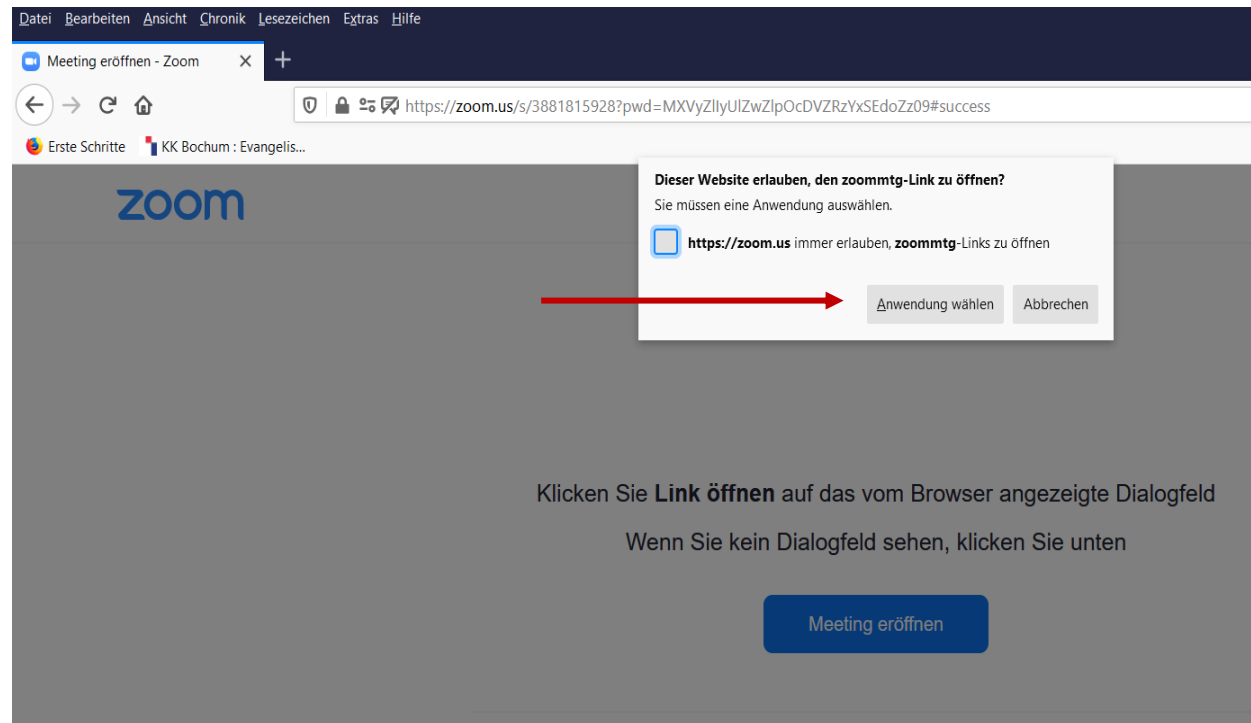 Datei Bearbeiten Ansicht Chronik Lesezeichen Extras Hilfe
Meeting eröffnen - Zoom
https://zoom.us/s/3881815928?pwd=MXVyZlIyUlZwZlpOcDVZRzYxSEdoZz09#success
Erste Schritte KK Bochum : Evangelis...
zoom
Dieser Website erlauben, den zoommtg-Link zu öffnen?
Sie müssen eine Anwendung auswählen.
https://zoom.us immer erlauben, zoommtg-Links zu öffnen
Anwendung wählen Abbrechen
Klicken Sie Link öffnen auf das vom Browser angezeigte Dialogfeld
Wenn Sie kein Dialogfeld sehen, klicken Sie unten
Meeting eröffnen